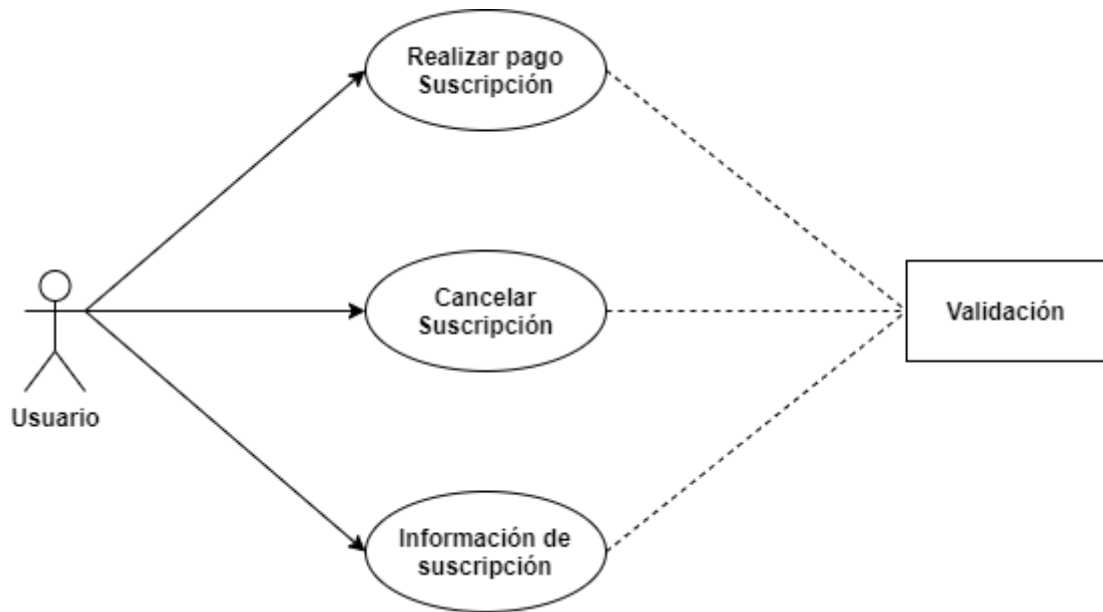 Realizar pago
Suscripción
Cancelar
Suscripción
Validación
Usuario
Información de
suscripción